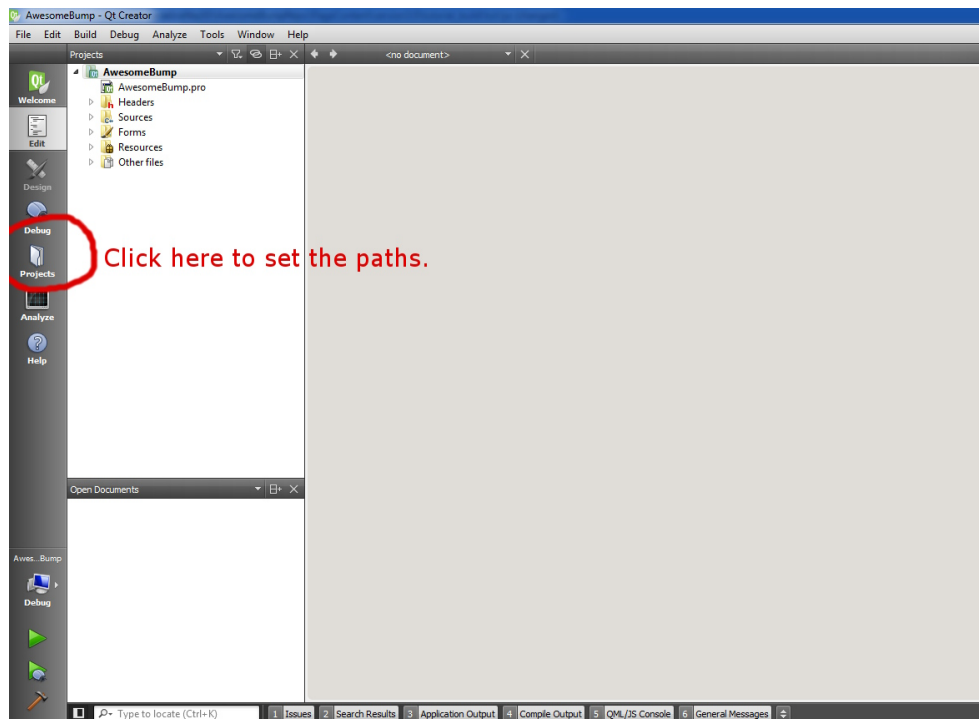 AwesomeBump - Qt Creator
File Edit Build Debug Analyze Tools Window Help
Projects
<no document>
Welcome
Edit
Design
Debug
Projects
Analyze
Help
AwesomeBump
AwesomeBump.pro
Headers
Sources
Forms
Resources
Other files
Click here to set the paths.
Open Documents
Awes...Bump
Debug
Type to locate (Ctrl+K)
1 Issues 2 Search Results 3 Application Output 4 Compile Output 5 QML/JS Console 6 General Messages